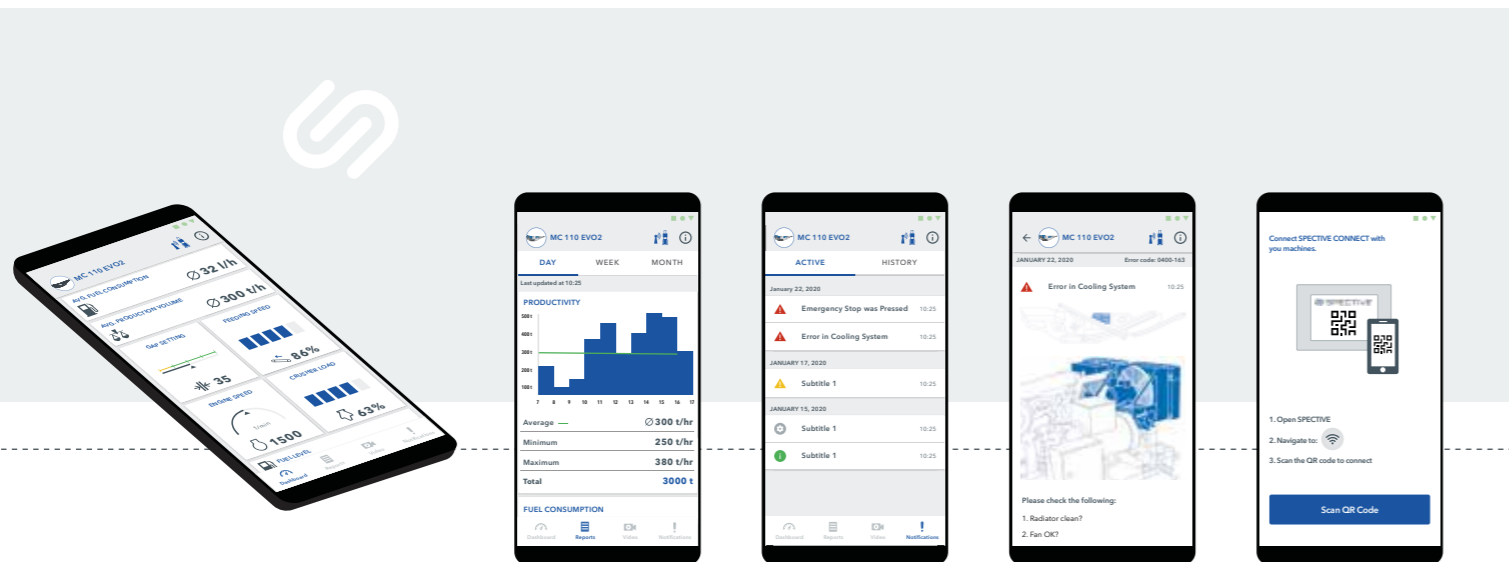 MC 110 EVO2
AVG. FUEL CONSUMPTION
Ø 32 l/h
AVG. PRODUCTION VOLUME
Ø 300 t/h
GAP SETTING
35
FEEDING SPEED
86%
ENGINE SPEED
1500
CRUSHER LOAD
63%
FUEL LEVEL
Dashboard
Reports
Video
Notifications
MC 110 EVO2
DAY WEEK MONTH
Last updated at 10:25
PRODUCTIVITY
500 t
400 t
300 t
200 t
100 t
7 8 9 10 11 12 13 14 15 16 17
Average — Ø 300 t/hr
Minimum 250 t/hr
Maximum 380 t/hr
Total 3000 t
FUEL CONSUMPTION
Dashboard Reports Video Notifications
MC 110 EVO2
ACTIVE HISTORY
January 22, 2020
Emergency Stop was Pressed 10:25
Error in Cooling System 10:25
JANUARY 17, 2020
Subtitle 1 10:25
JANUARY 15, 2020
Subtitle 1 10:25
Subtitle 1 10:25
Dashboard Reports Video Notifications
MC 110 EVO2
JANUARY 22, 2020 Error code: 0400-163
Error in Cooling System 10:25
Please check the following:
1. Radiator clean?
2. Fan OK?
Connect SPECTIVE CONNECT with
you machines.
SPECTIVE
1. Open SPECTIVE
2. Navigate to:
3. Scan the QR code to connect
Scan QR Code